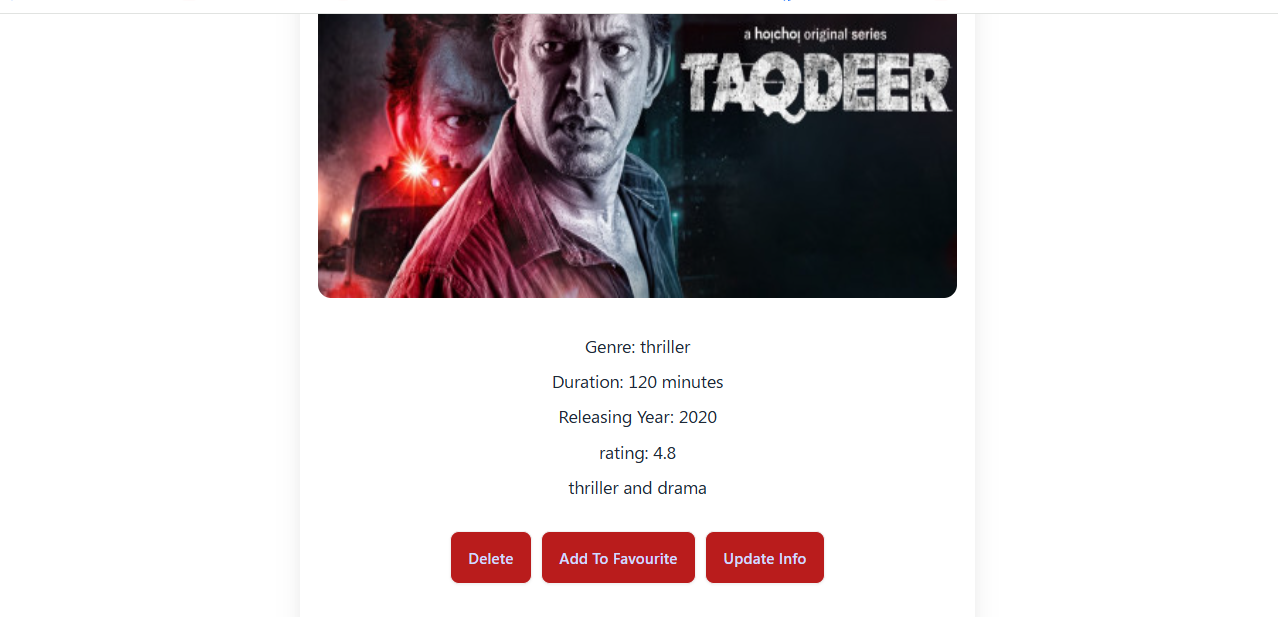 a hoichoi original series
TAQDEER
Genre: thriller
Duration: 120 minutes
Releasing Year: 2020
rating: 4.8
thriller and drama
Delete
Add To Favourite
Update Info